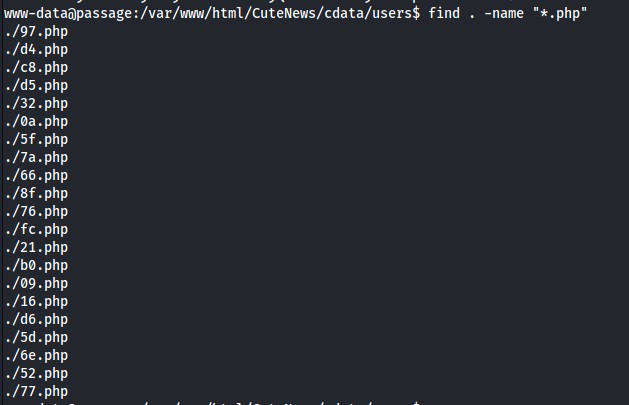 www-data@passage:/var/www/html/CuteNews/cdata/users$ find . -name "*.php"
./97.php
./d4.php
./c8.php
./d5.php
./32.php
./0a.php
./5f.php
./7a.php
./66.php
./8f.php
./76.php
./fc.php
./21.php
./b0.php
./09.php
./16.php
./d6.php
./5d.php
./6e.php
./52.php
./77.php